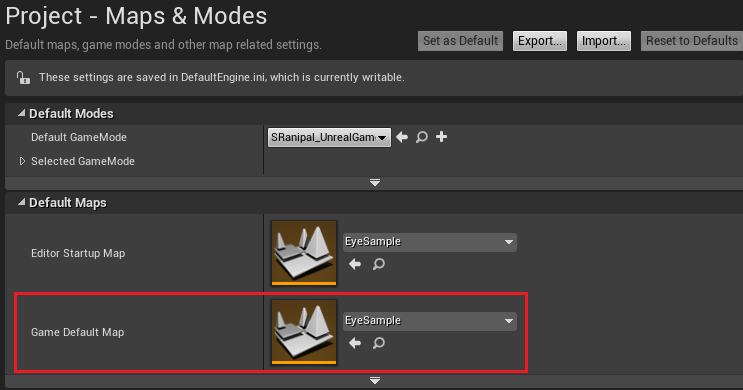 Project - Maps & Modes
Default maps, game modes and other map related settings.
Set as Default
Export...
Import...
Reset to Defaults
These settings are saved in DefaultEngine.ini, which is currently writable.
Default Modes
Default GameMode
SRanipal_UnrealGam
Selected GameMode
Default Maps
Editor Startup Map
EyeSample
Game Default Map
EyeSample